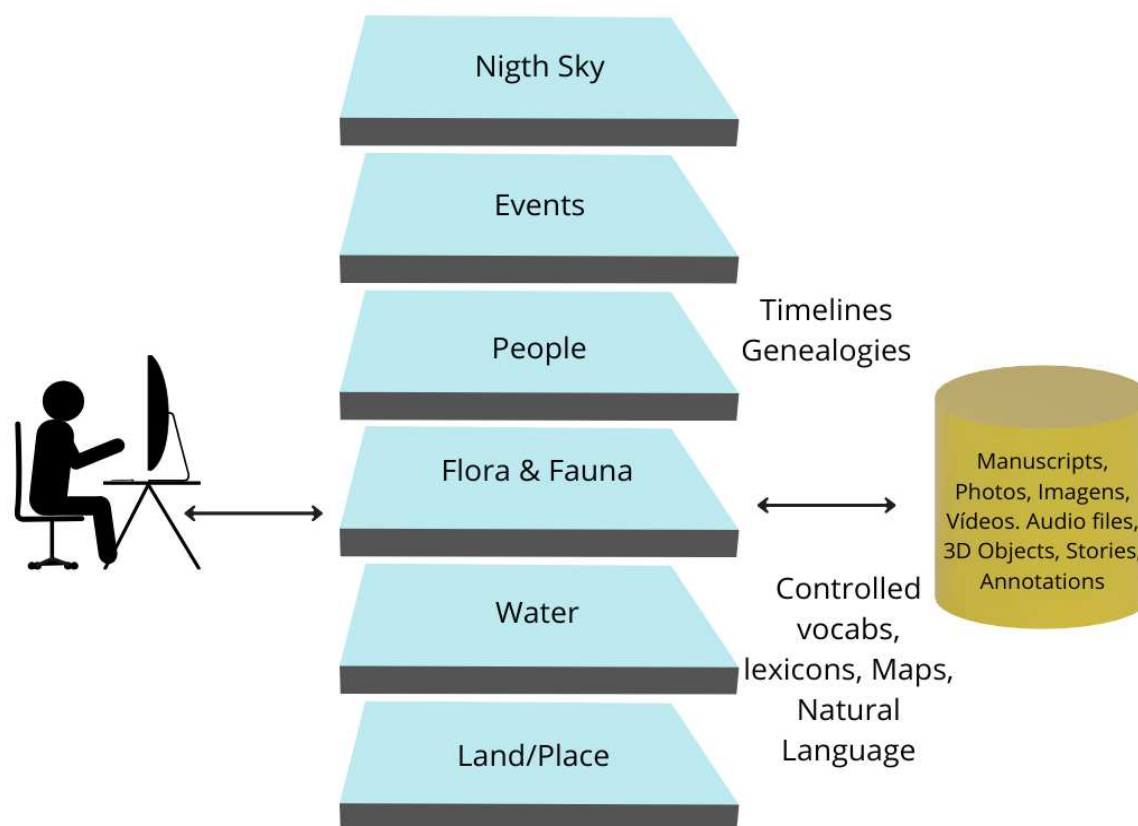 Nigth Sky
Events
People
Timelines
Genealogies
Flora & Fauna
Manuscripts,
Photos, Imagens,
Vídeos. Audio files,
3D Objects, Stories,
Annotations
Water
Controlled
vocabs,
lexicons, Maps,
Natural
Language
Land/Place